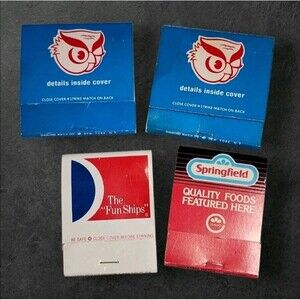 details inside cover
CLOSE COVER • STRIKE MATCH ON BACK
details inside cover
CLOSE COVER • STRIKE MATCH ON BACK
The
"Fun Ships"®
BE SAFE CLOSE COVER BEFORE STRIKING
Springfield
QUALITY FOODS
FEATURED HERE